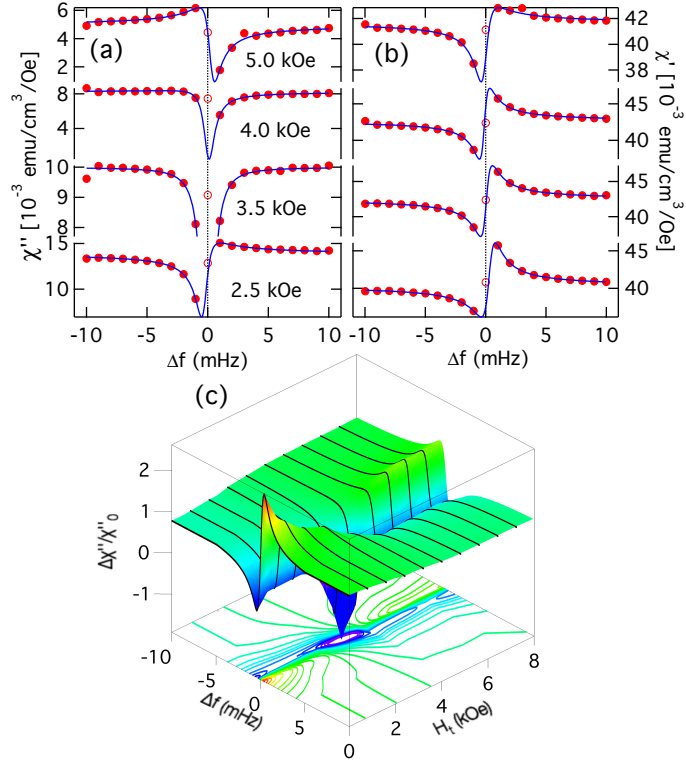 (a)
(b)
6
4
2
5.0 kOe
8
4
4.0 kOe
10
9
8
3.5 kOe
15
10
2.5 kOe
χ'' [10⁻³ emu/cm³/Oe]
42
40
38
45
40
45
40
45
40
χ' [10⁻³ emu/cm³/Oe]
-10 -5 0 5 10
-10 -5 0 5 10
Δf (mHz)
Δf (mHz)
(c)
2
1
0
-1
Δχ''/χ''₀
-10
-5
0
5
Δf (mHz)
0
2
4
6
8
Hₜ (kOe)